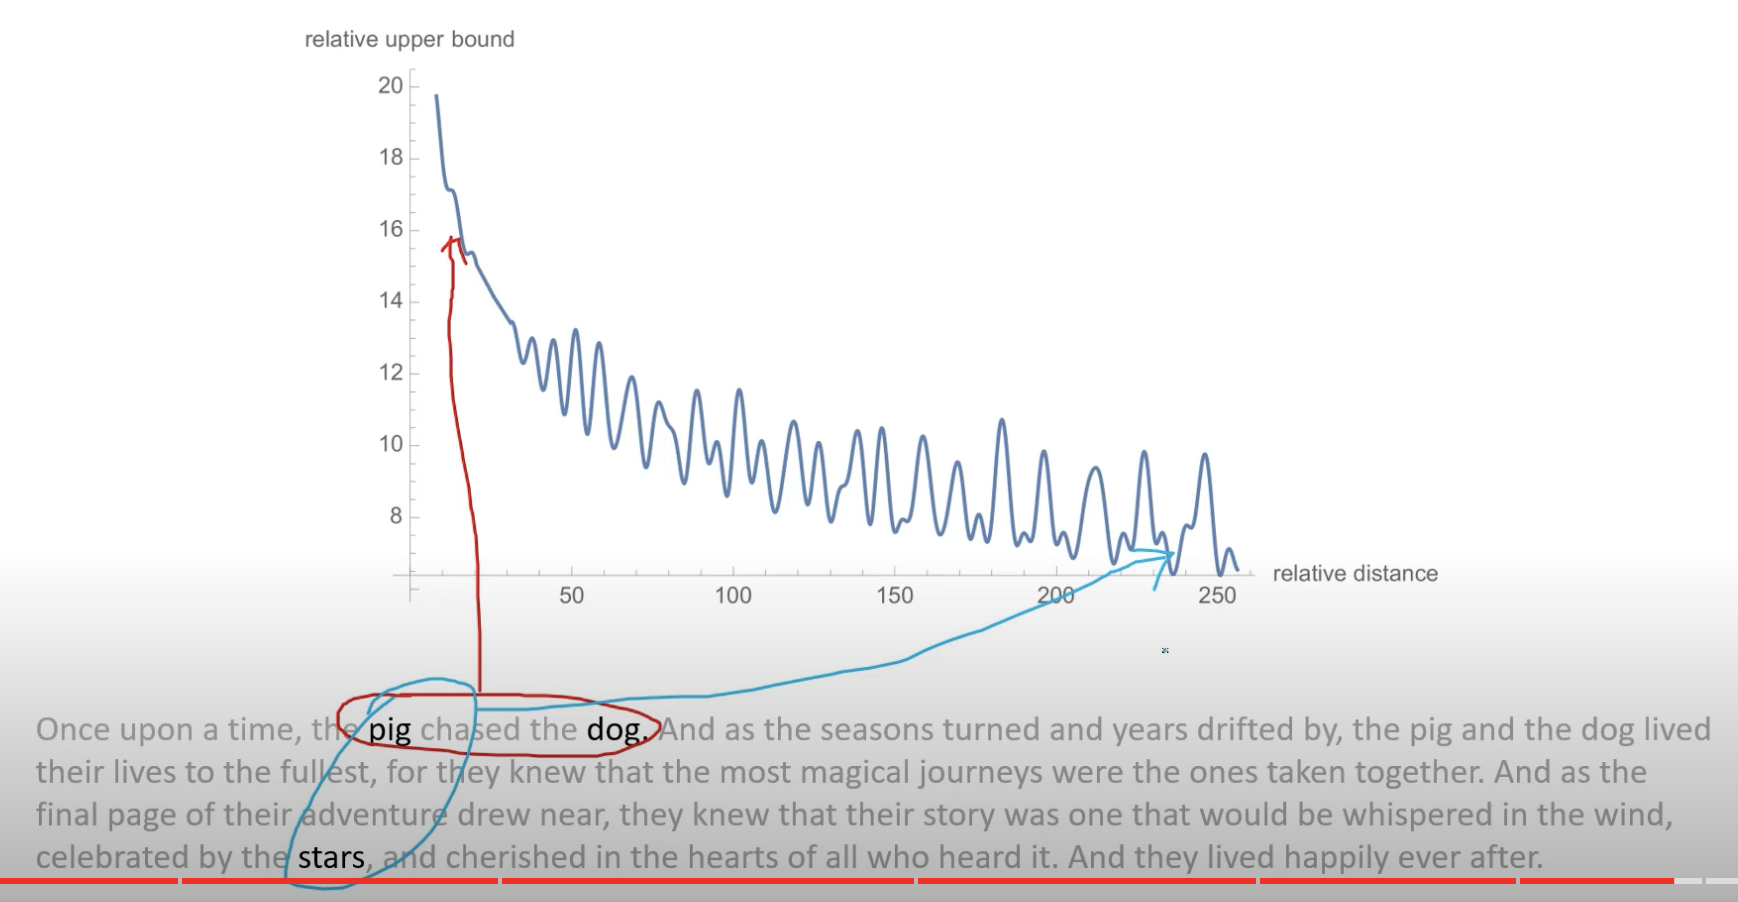 relative upper bound
20
18
16
14
12
10
8
50 100 150 200 250
relative distance
Once upon a time, the pig chased the dog. And as the seasons turned and years drifted by, the pig and the dog lived
their lives to the fullest, for they knew that the most magical journeys were the ones taken together. And as the
final page of their adventure drew near, they knew that their story was one that would be whispered in the wind,
celebrated by the stars, and cherished in the hearts of all who heard it. And they lived happily ever after.